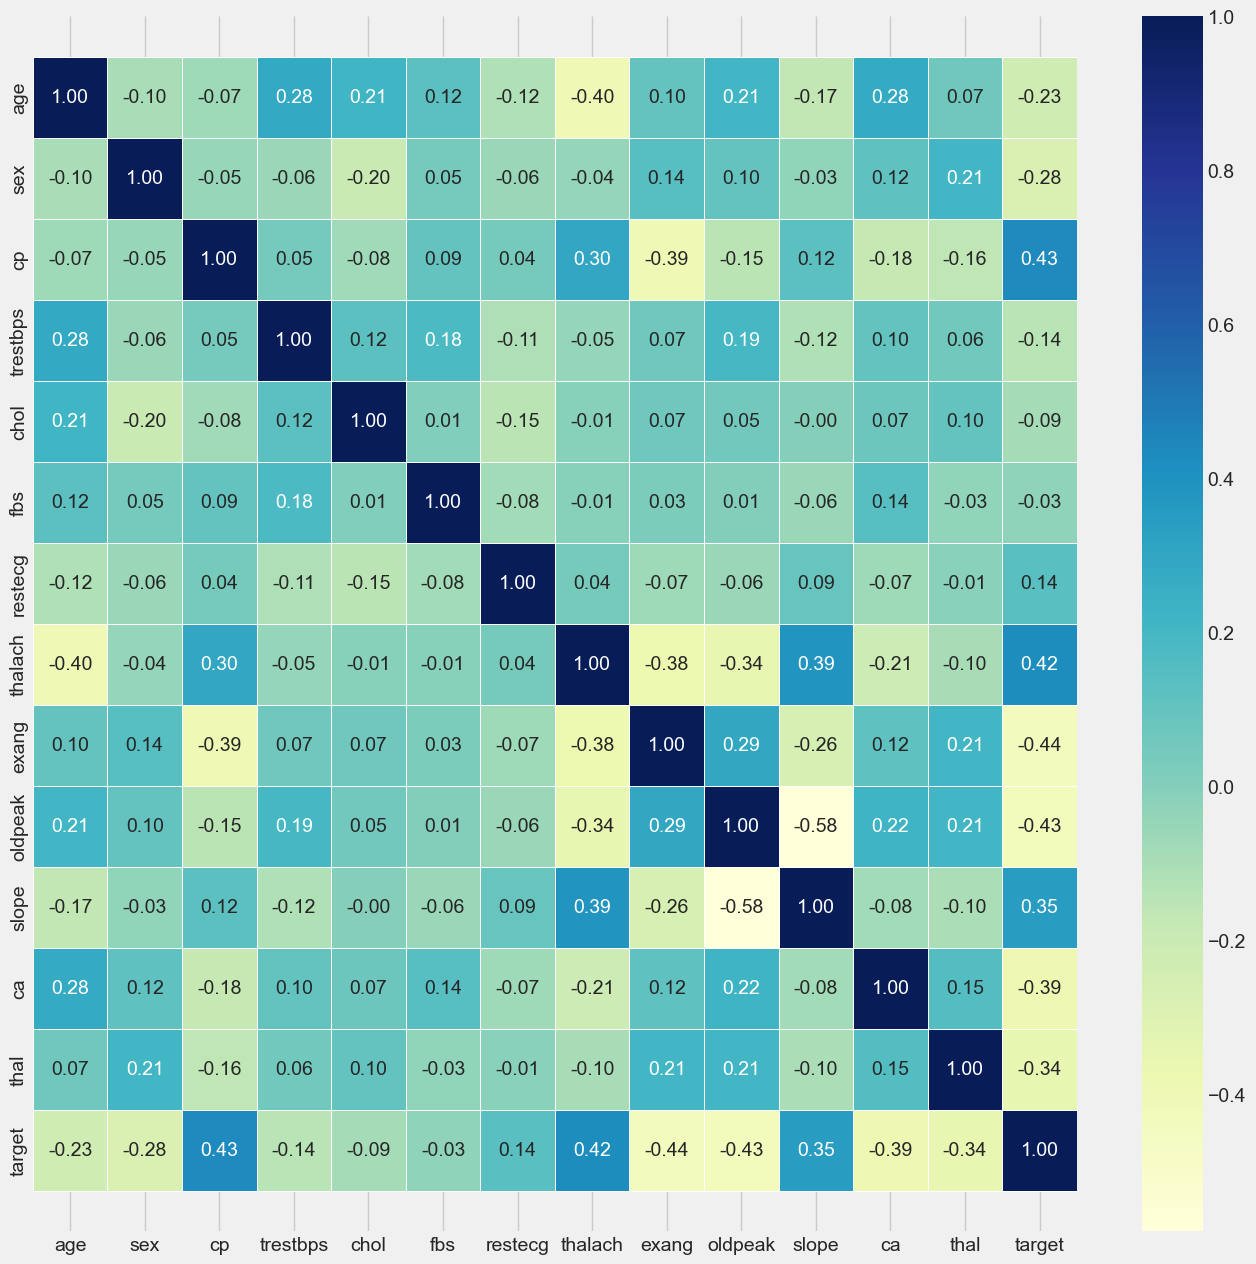 age 1.00 -0.10 -0.07 0.28 0.21 0.12 -0.12 -0.40 0.10 0.21 -0.17 0.28 0.07 -0.23
sex -0.10 1.00 -0.05 -0.06 -0.20 0.05 -0.06 -0.04 0.14 0.10 -0.03 0.12 0.21 -0.28
cp -0.07 -0.05 1.00 0.05 -0.08 0.09 0.04 0.30 -0.39 -0.15 0.12 -0.18 -0.16 0.43
trestbps 0.28 -0.06 0.05 1.00 0.12 0.18 -0.11 -0.05 0.07 0.19 -0.12 0.10 0.06 -0.14
chol 0.21 -0.20 -0.08 0.12 1.00 0.01 -0.15 -0.01 0.07 0.05 -0.00 0.07 0.10 -0.09
fbs 0.12 0.05 0.09 0.18 0.01 1.00 -0.08 -0.01 0.03 0.01 -0.06 0.14 -0.03 -0.03
restecg -0.12 -0.06 0.04 -0.11 -0.15 -0.08 1.00 0.04 -0.07 -0.06 0.09 -0.07 -0.01 0.14
thalach -0.40 -0.04 0.30 -0.05 -0.01 -0.01 0.04 1.00 -0.38 -0.34 0.39 -0.21 -0.10 0.42
exang 0.10 0.14 -0.39 0.07 0.07 0.03 -0.07 -0.38 1.00 0.29 -0.26 0.12 0.21 -0.44
oldpeak 0.21 0.10 -0.15 0.19 0.05 0.01 -0.06 -0.34 0.29 1.00 -0.58 0.22 0.21 -0.43
slope -0.17 -0.03 0.12 -0.12 -0.00 -0.06 0.09 0.39 -0.26 -0.58 1.00 -0.08 -0.10 0.35
ca 0.28 0.12 -0.18 0.10 0.07 0.14 -0.07 -0.21 0.12 0.22 -0.08 1.00 0.15 -0.39
thal 0.07 0.21 -0.16 0.06 0.10 -0.03 -0.01 -0.10 0.21 0.21 -0.10 0.15 1.00 -0.34
target -0.23 -0.28 0.43 -0.14 -0.09 -0.03 0.14 0.42 -0.44 -0.43 0.35 -0.39 -0.34 1.00
age sex cp trestbps chol fbs restecg thalach exang oldpeak slope ca thal target
1.0
0.8
0.6
0.4
0.2
0.0
−0.2
−0.4